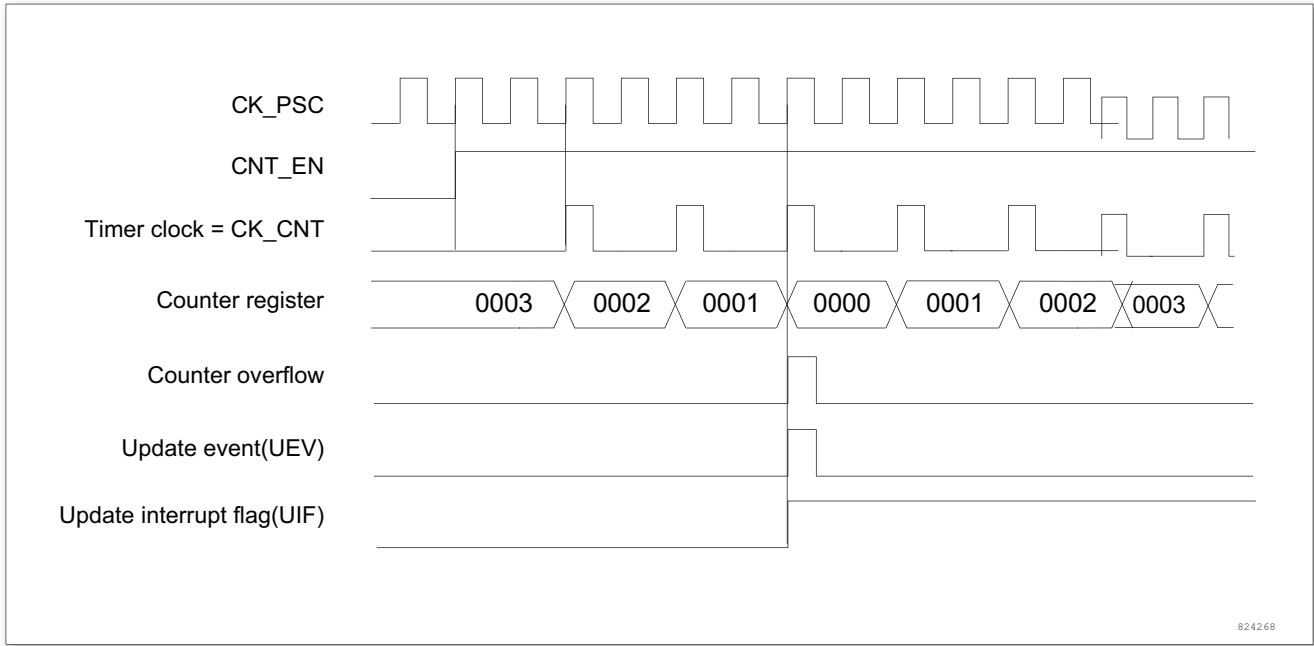 CK_PSC
CNT_EN
Timer clock = CK_CNT
Counter register
0003 0002 0001 0000 0001 0002 0003
Counter overflow
Update event(UEV)
Update interrupt flag(UIF)
824268